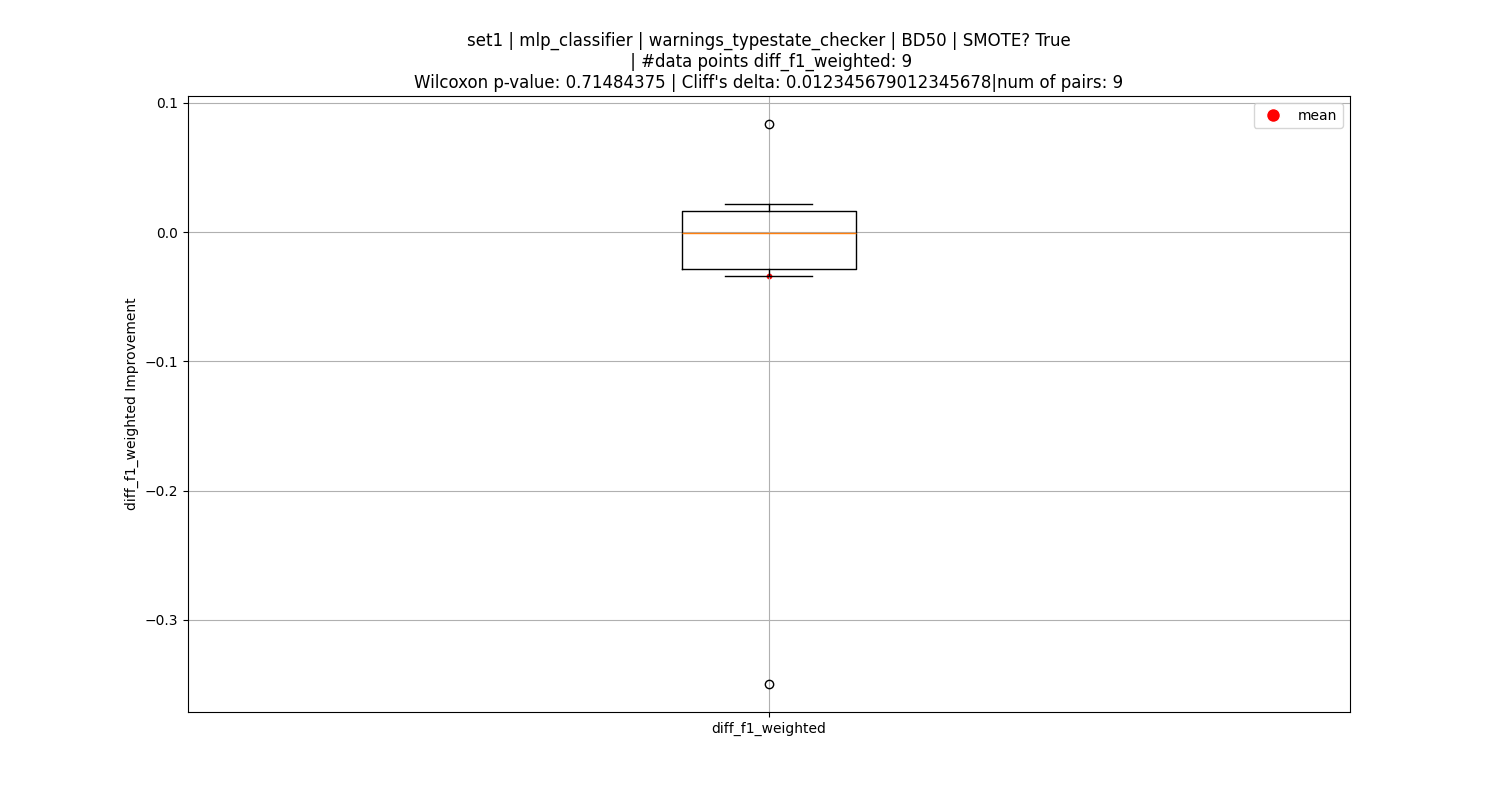 set1 | mlp_classifier | warnings_typestate_checker | BD50 | SMOTE? True
| #data points diff_f1_weighted: 9
Wilcoxon p-value: 0.71484375 | Cliff's delta: 0.012345679012345678|num of pairs: 9
mean
0.1
0.0
−0.1
−0.2
−0.3
diff_f1_weighted Improvement
diff_f1_weighted